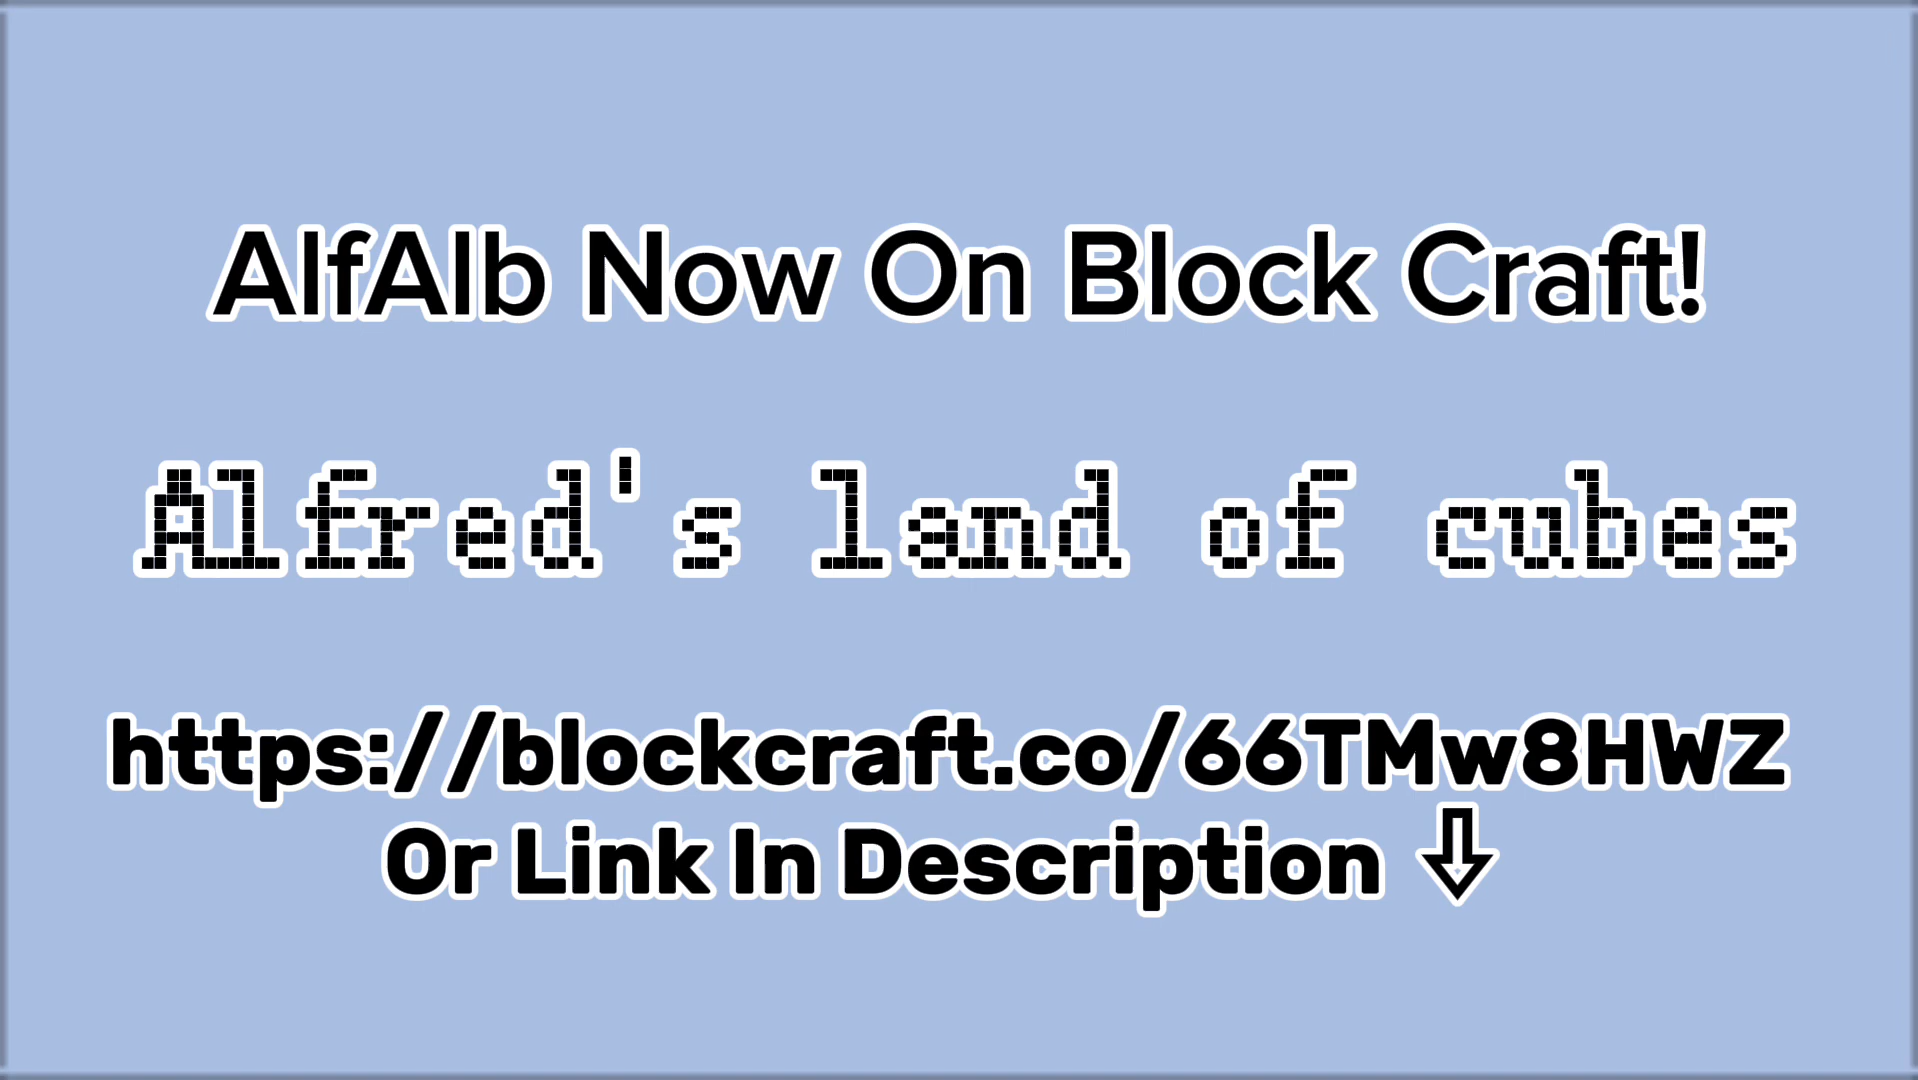 AlfAlb Now On Block Craft!
Alfred's land of cubes
https://blockcraft.co/66TMw8HWZ
Or Link In Description ⇩